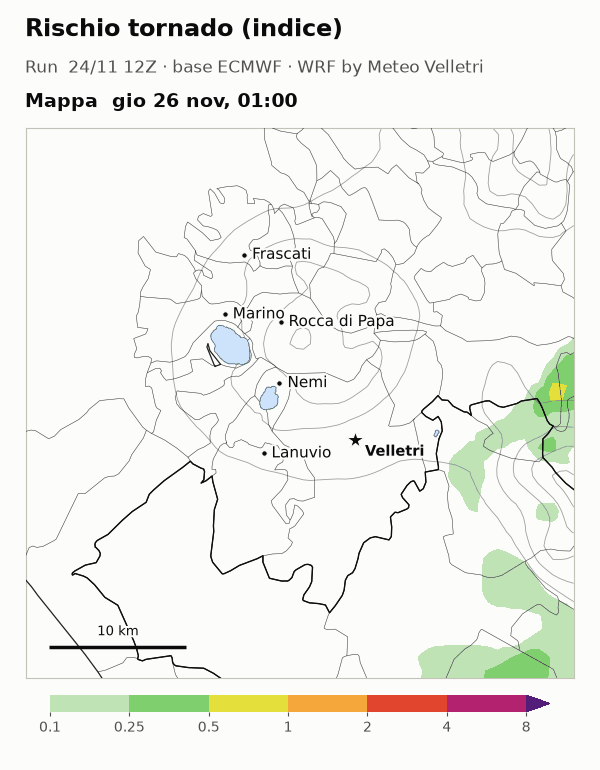 Rischio tornado (indice)
Run  24/11 12Z · base ECMWF · WRF by Meteo Velletri
Mappa  gio 26 nov, 01:00
Frascati
Marino
Rocca di Papa
Nemi
Velletri
Lanuvio
10 km
0.1 0.25 0.5 1 2 4 8